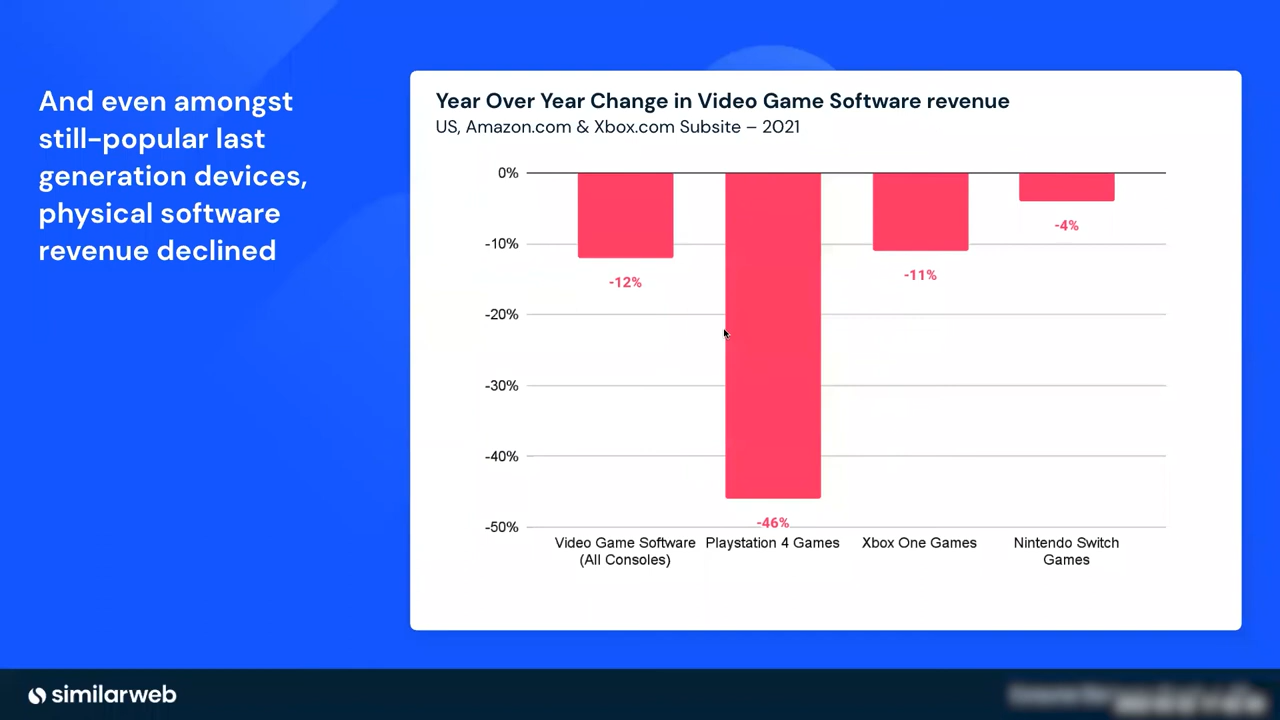 And even amongst
still-popular last
generation devices,
physical software
revenue declined
Year Over Year Change in Video Game Software revenue
US, Amazon.com & Xbox.com Subsite – 2021
0%
-10%
-20%
-30%
-40%
-50%
-12%
-46%
-11%
-4%
Video Game Software
(All Consoles)
Playstation 4 Games
Xbox One Games
Nintendo Switch
Games
similarweb